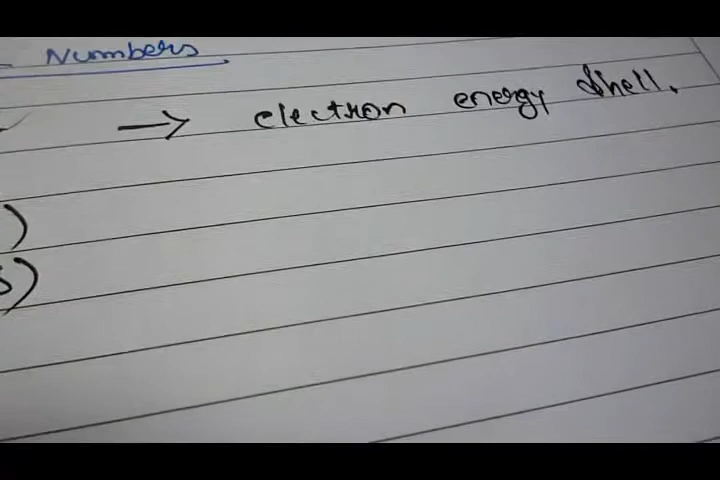 - Numbers
→ electron energy shell.
)
s)